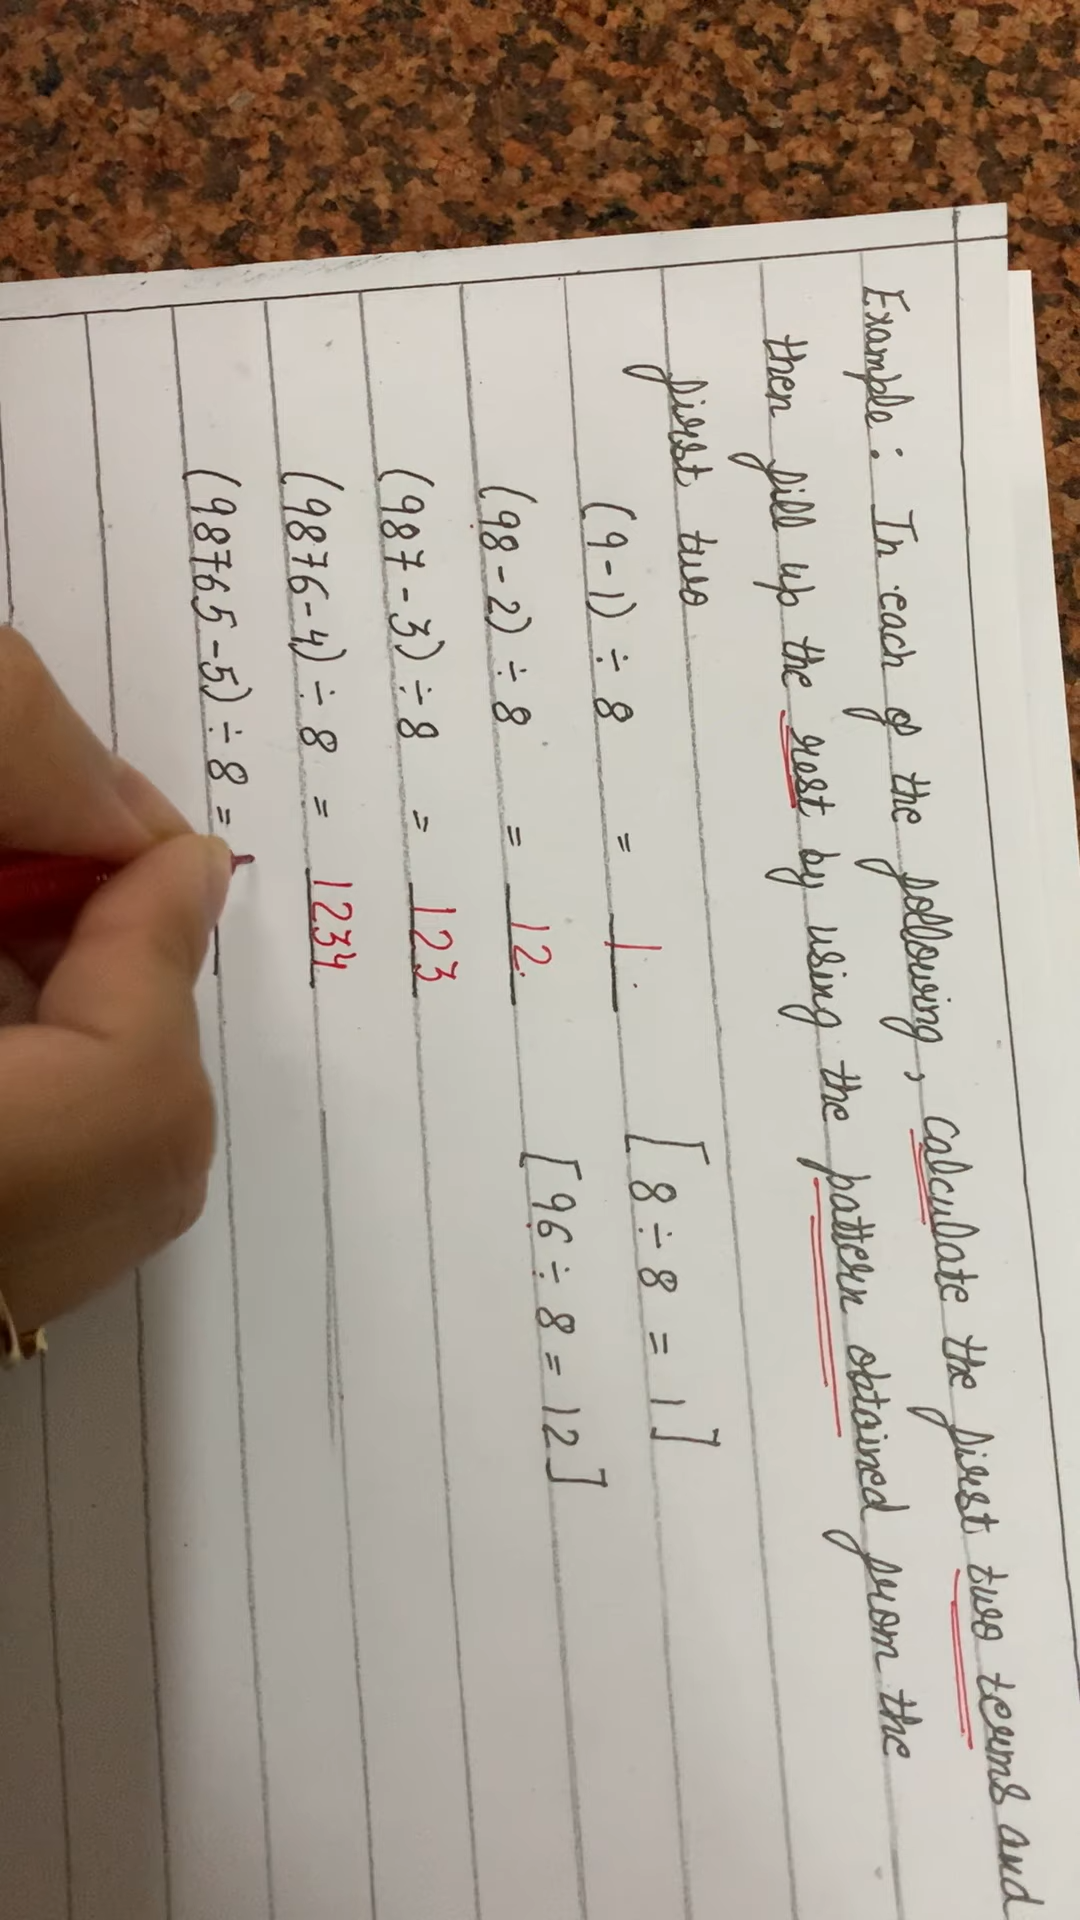 Example: In each of the following, calculate the first two terms and
then fill up the rest by using the pattern obtained from the
first two
(9-1) ÷ 8 = 1 [8 ÷ 8 = 1]
(98-2) ÷ 8 = 12 [96 ÷ 8 = 12]
(987-3) ÷ 8 = 123
(9876-4) ÷ 8 = 1234
(98765-5) ÷ 8 =